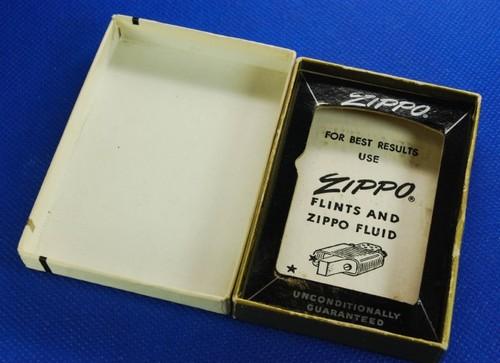 ZIPPO
FOR BEST RESULTS
USE
ZIPPO®
FLINTS AND
ZIPPO FLUID
UNCONDITIONALLY
GUARANTEED